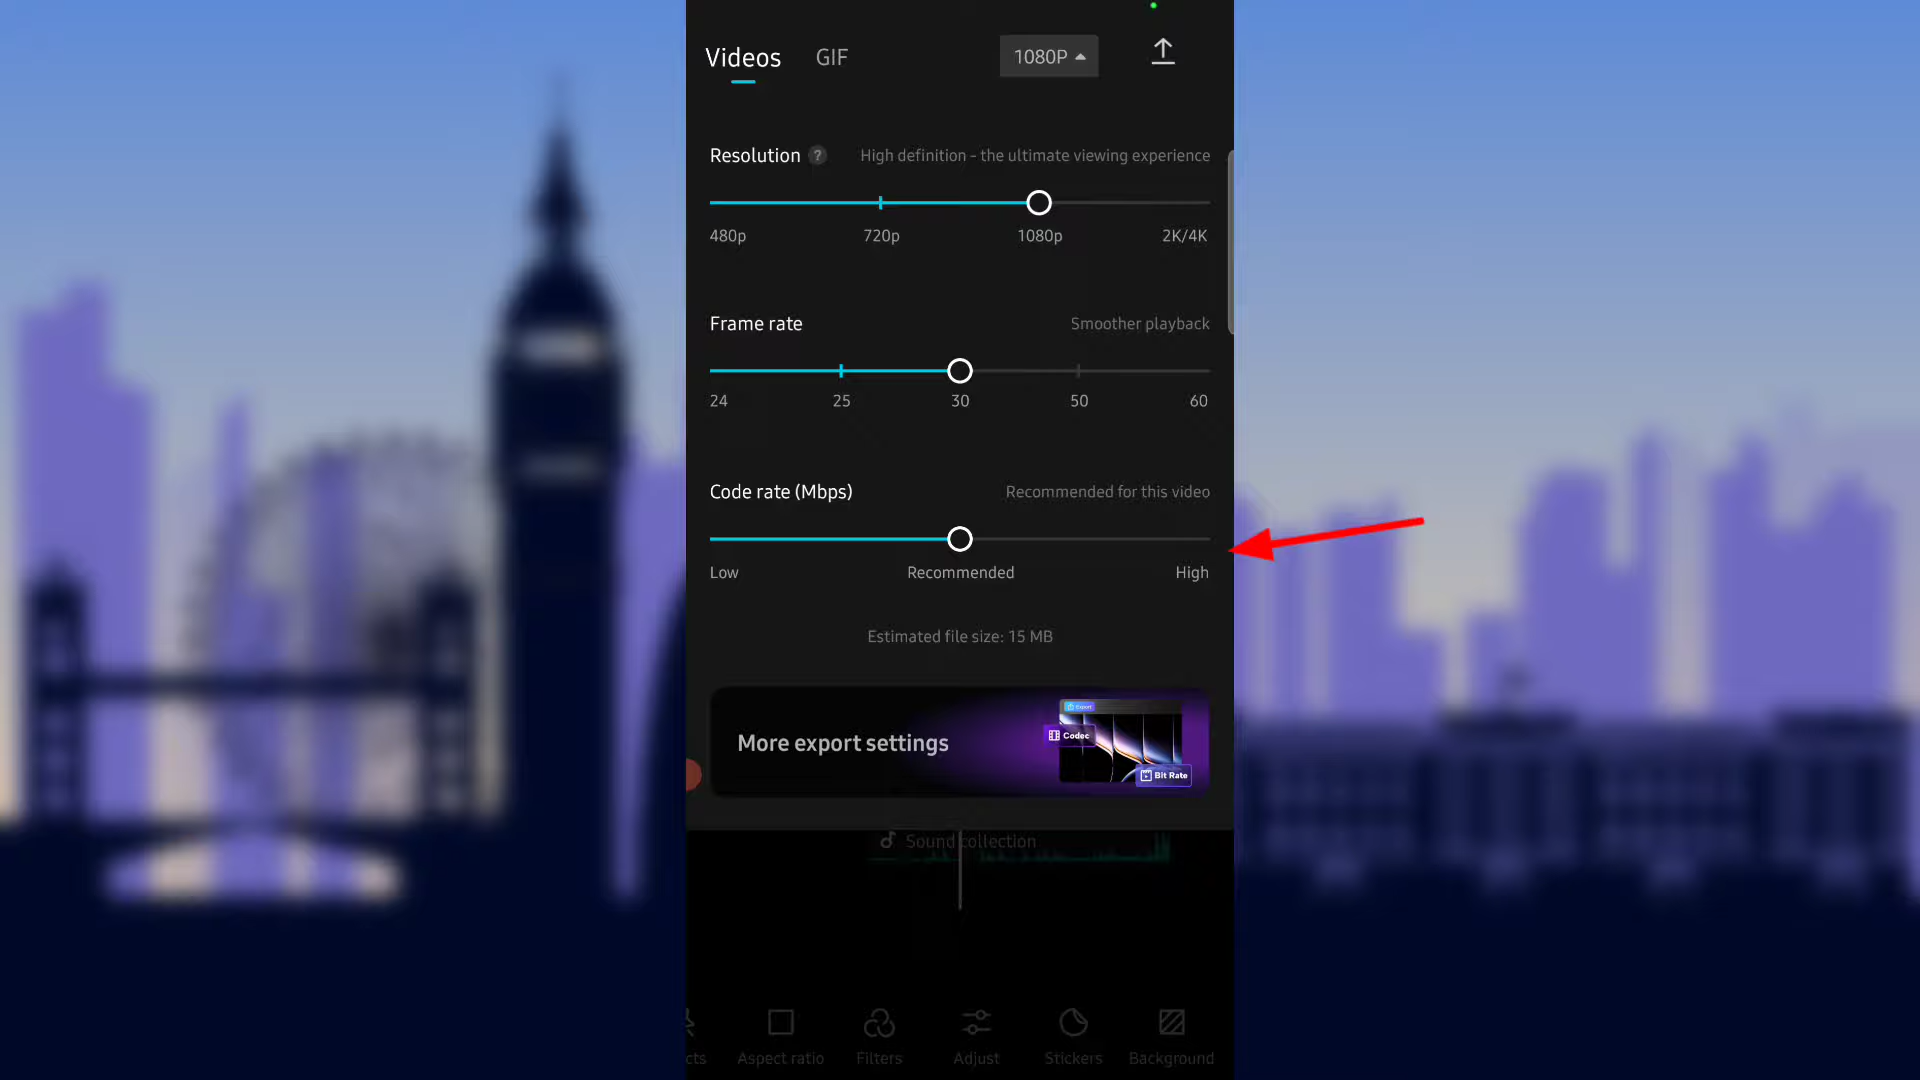 Videos GIF 1080P
Resolution ? High definition - the ultimate viewing experience
480p 720p 1080p 2K/4K
Frame rate Smoother playback
24 25 30 50 60
Code rate (Mbps) Recommended for this video
Low Recommended High
Estimated file size: 15 MB
Export
Codec
More export settings
Bit Rate
Sound collection
cts Aspect ratio Filters Adjust Stickers Background